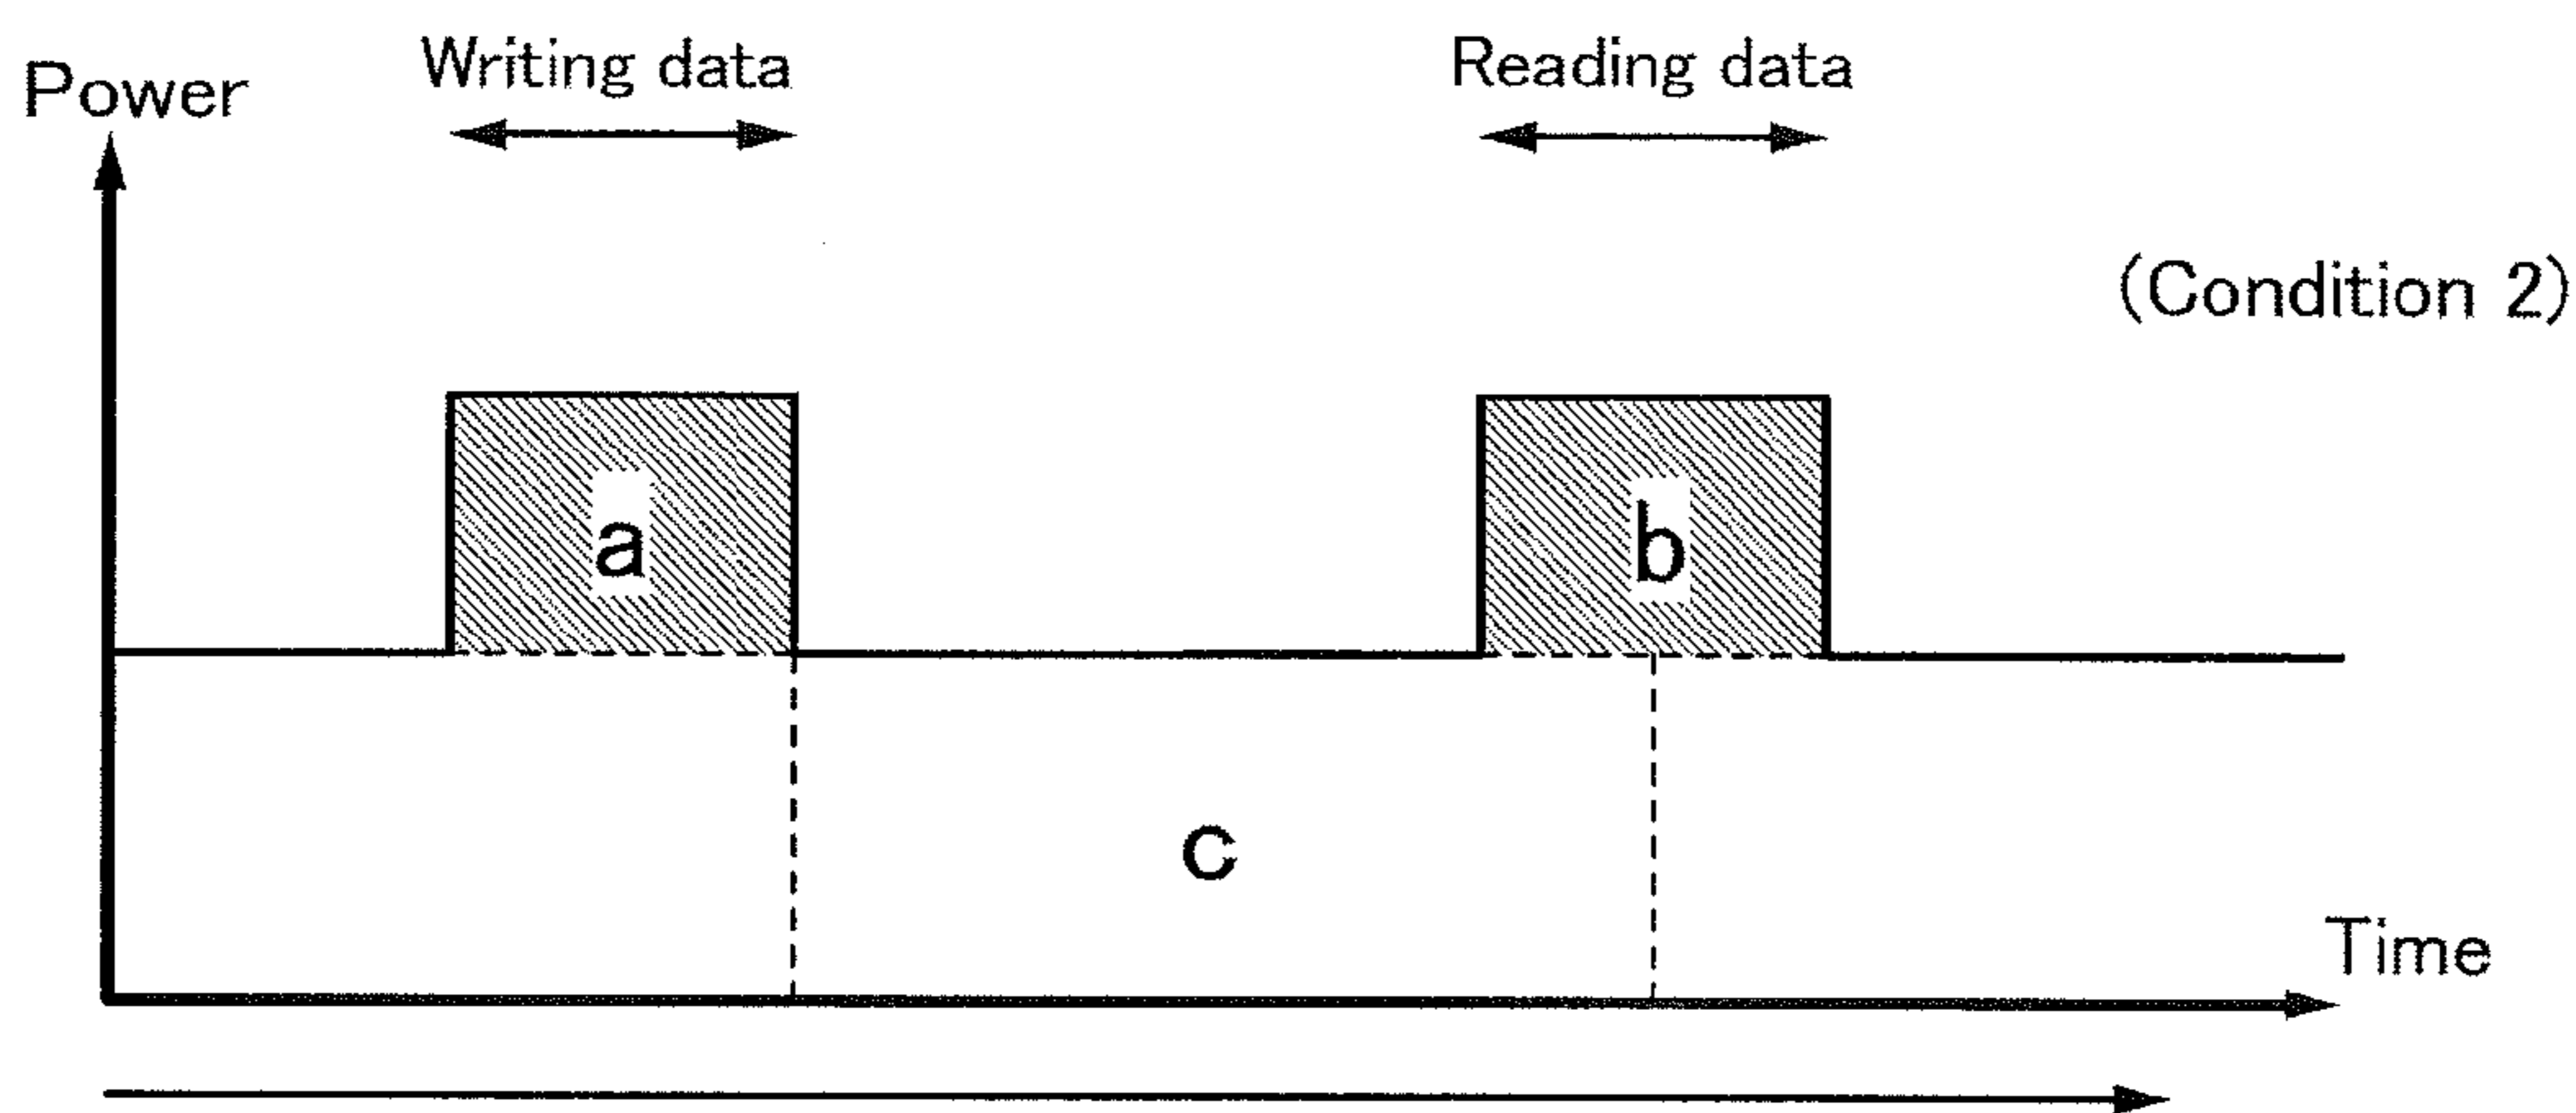 Writing data
Reading data
Power
(Condition 2)
a
b
c
Time